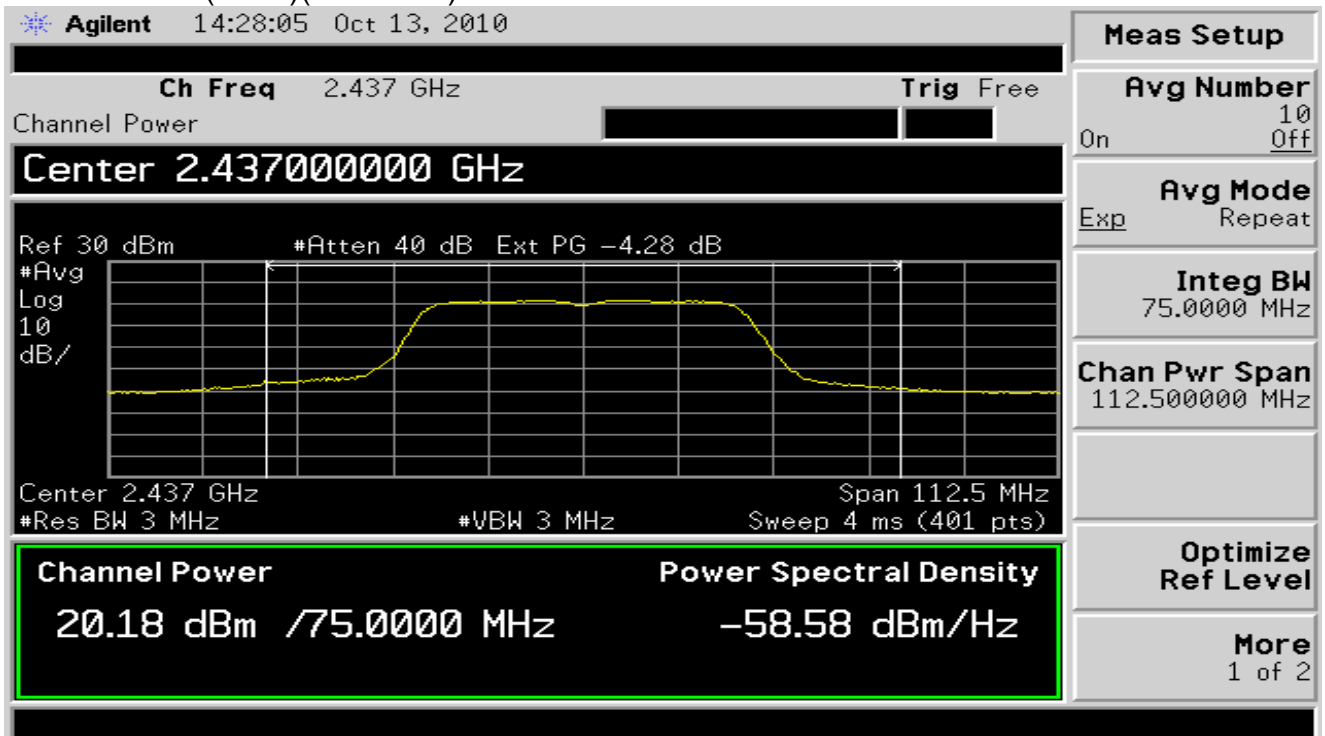 Agilent 14:28:05 Oct 13, 2010
Meas Setup
Ch Freq 2.437 GHz Trig Free
Channel Power
Center 2.437000000 GHz
Ref 30 dBm #Atten 40 dB Ext PG –4.28 dB
#Avg
Log
10
dB/
Center 2.437 GHz Span 112.5 MHz
#Res BW 3 MHz #VBW 3 MHz Sweep 4 ms (401 pts)
Channel Power Power Spectral Density
20.18 dBm /75.0000 MHz –58.58 dBm/Hz
Avg Number
10
On Off
Avg Mode
Exp Repeat
Integ BW
75.0000 MHz
Chan Pwr Span
112.500000 MHz
Optimize
Ref Level
More
1 of 2